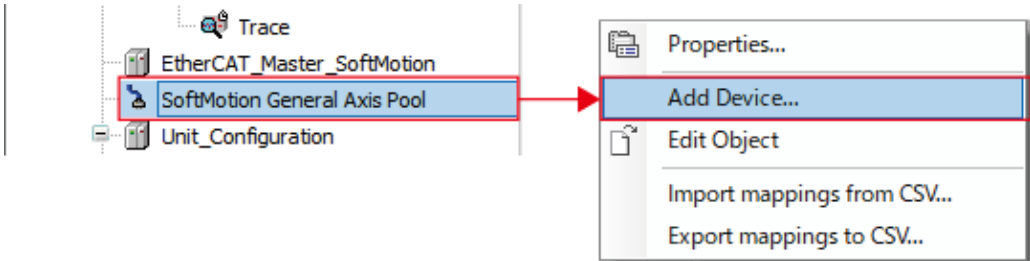 Trace
EtherCAT_Master_SoftMotion
SoftMotion General Axis Pool
Unit_Configuration
Properties...
Add Device...
Edit Object
Import mappings from CSV...
Export mappings to CSV...